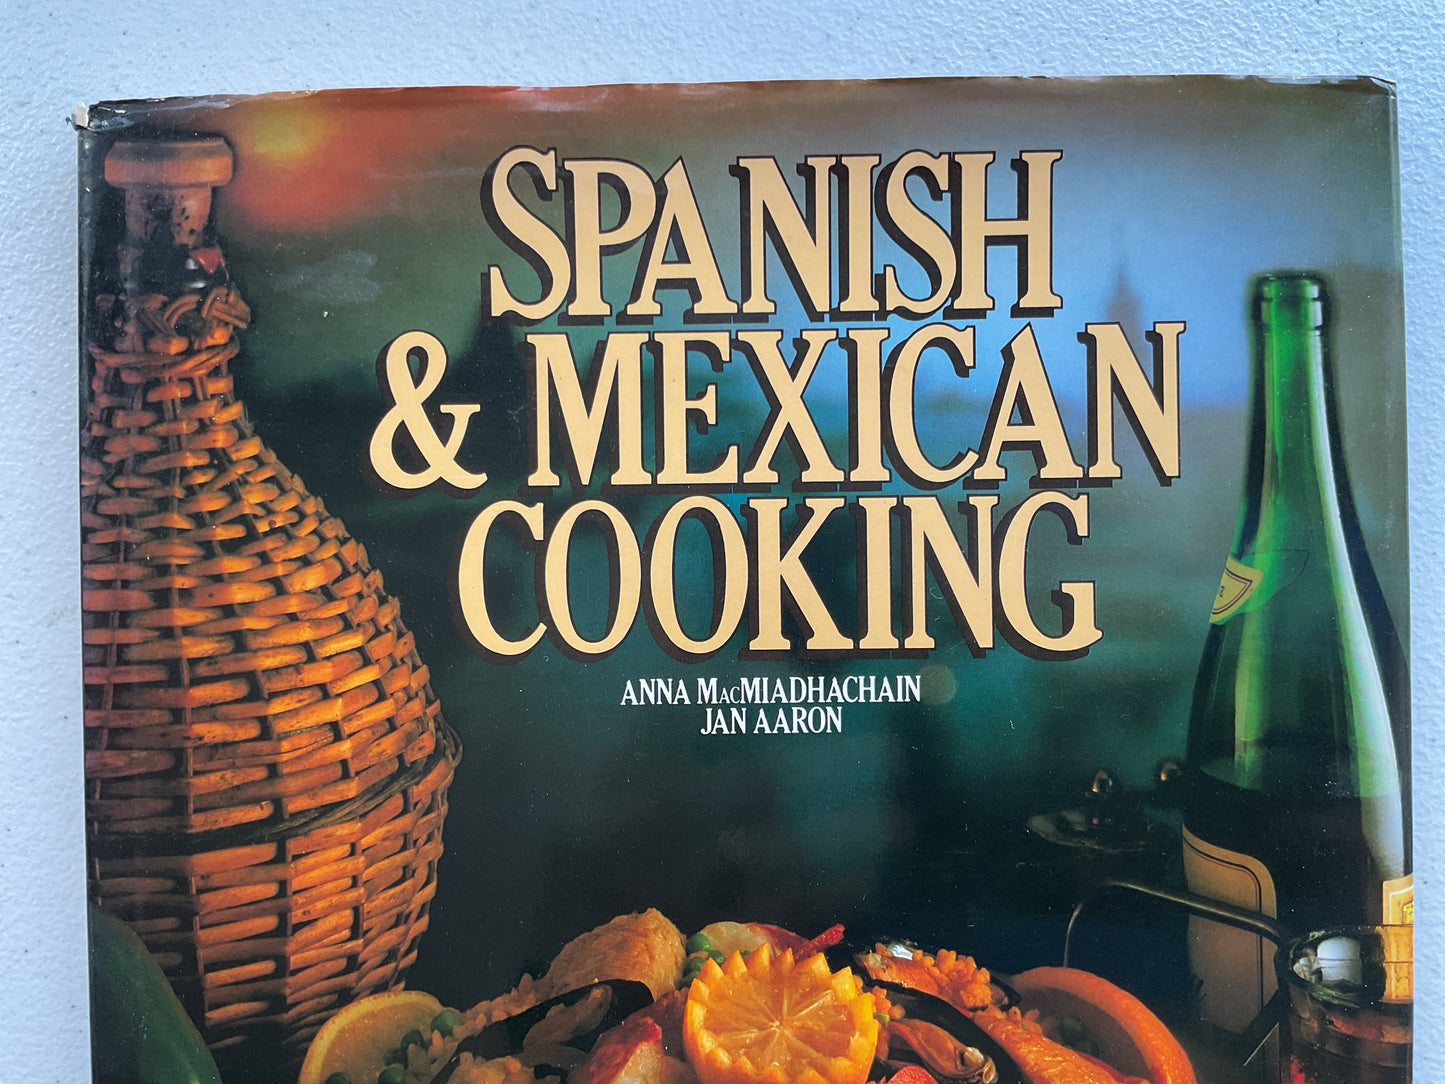 SPANISH
& MEXICAN
COOKING
ANNA MacMIADHACHAIN
JAN AARON